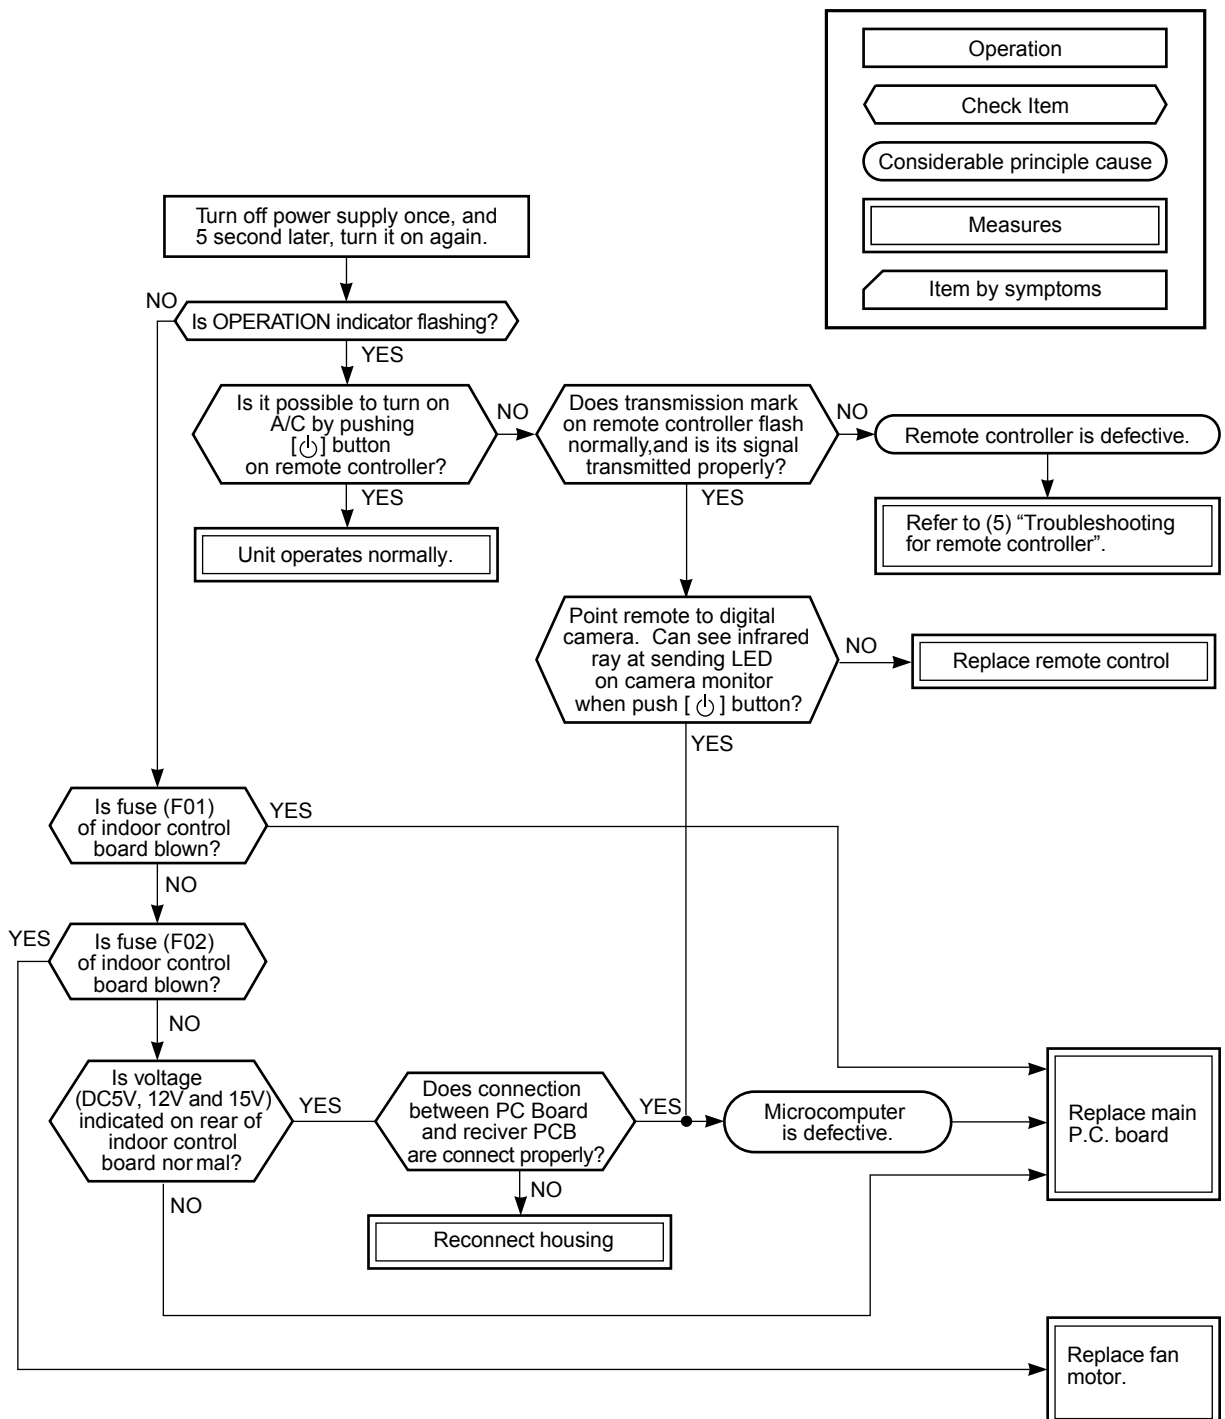 Operation
Check Item
Considerable principle cause
Measures
Item by symptoms
Turn off power supply once, and
5 second later, turn it on again.
NO
Is OPERATION indicator flashing?
YES
Is it possible to turn on
A/C by pushing
[⏻] button
on remote controller?
NO
Does transmission mark
on remote controller flash
normally,and is its signal
transmitted properly?
NO
Remote controller is defective.
YES
YES
Unit operates normally.
Refer to (5) “Troubleshooting
for remote controller”.
Point remote to digital
camera. Can see infrared
ray at sending LED
on camera monitor
when push [ ⏻ ] button?
NO
Replace remote control
YES
Is fuse (F01)
of indoor control
board blown?
YES
NO
YES
Is fuse (F02)
of indoor control
board blown?
NO
Is voltage
(DC5V, 12V and 15V)
indicated on rear of
indoor control
board nor mal?
YES
Does connection
between PC Board
and reciver PCB
are connect properly?
YES
Microcomputer
is defective.
Replace main
P.C. board
NO
NO
Reconnect housing
Replace fan
motor.